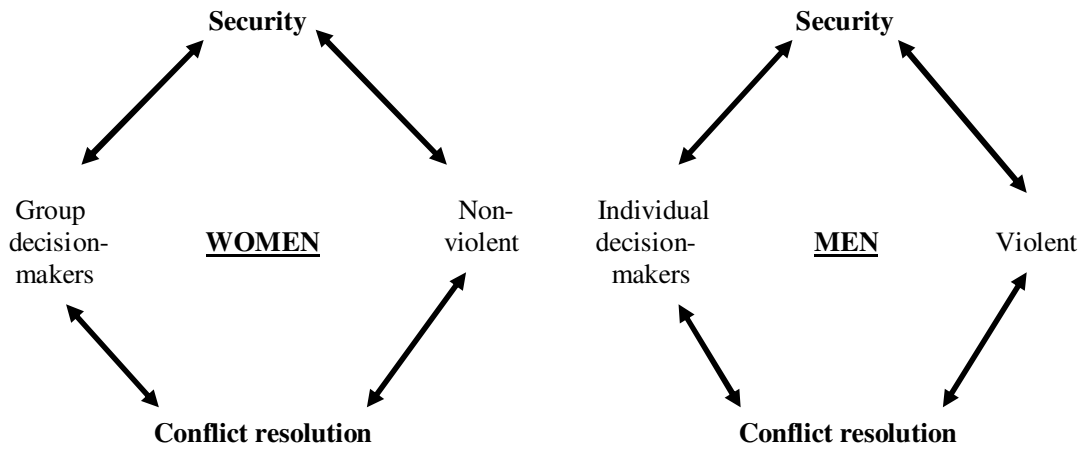 Security
Group
decision-
makers
WOMEN
Non-
violent
Conflict resolution
Security
Individual
decision-
makers
MEN
Violent
Conflict resolution